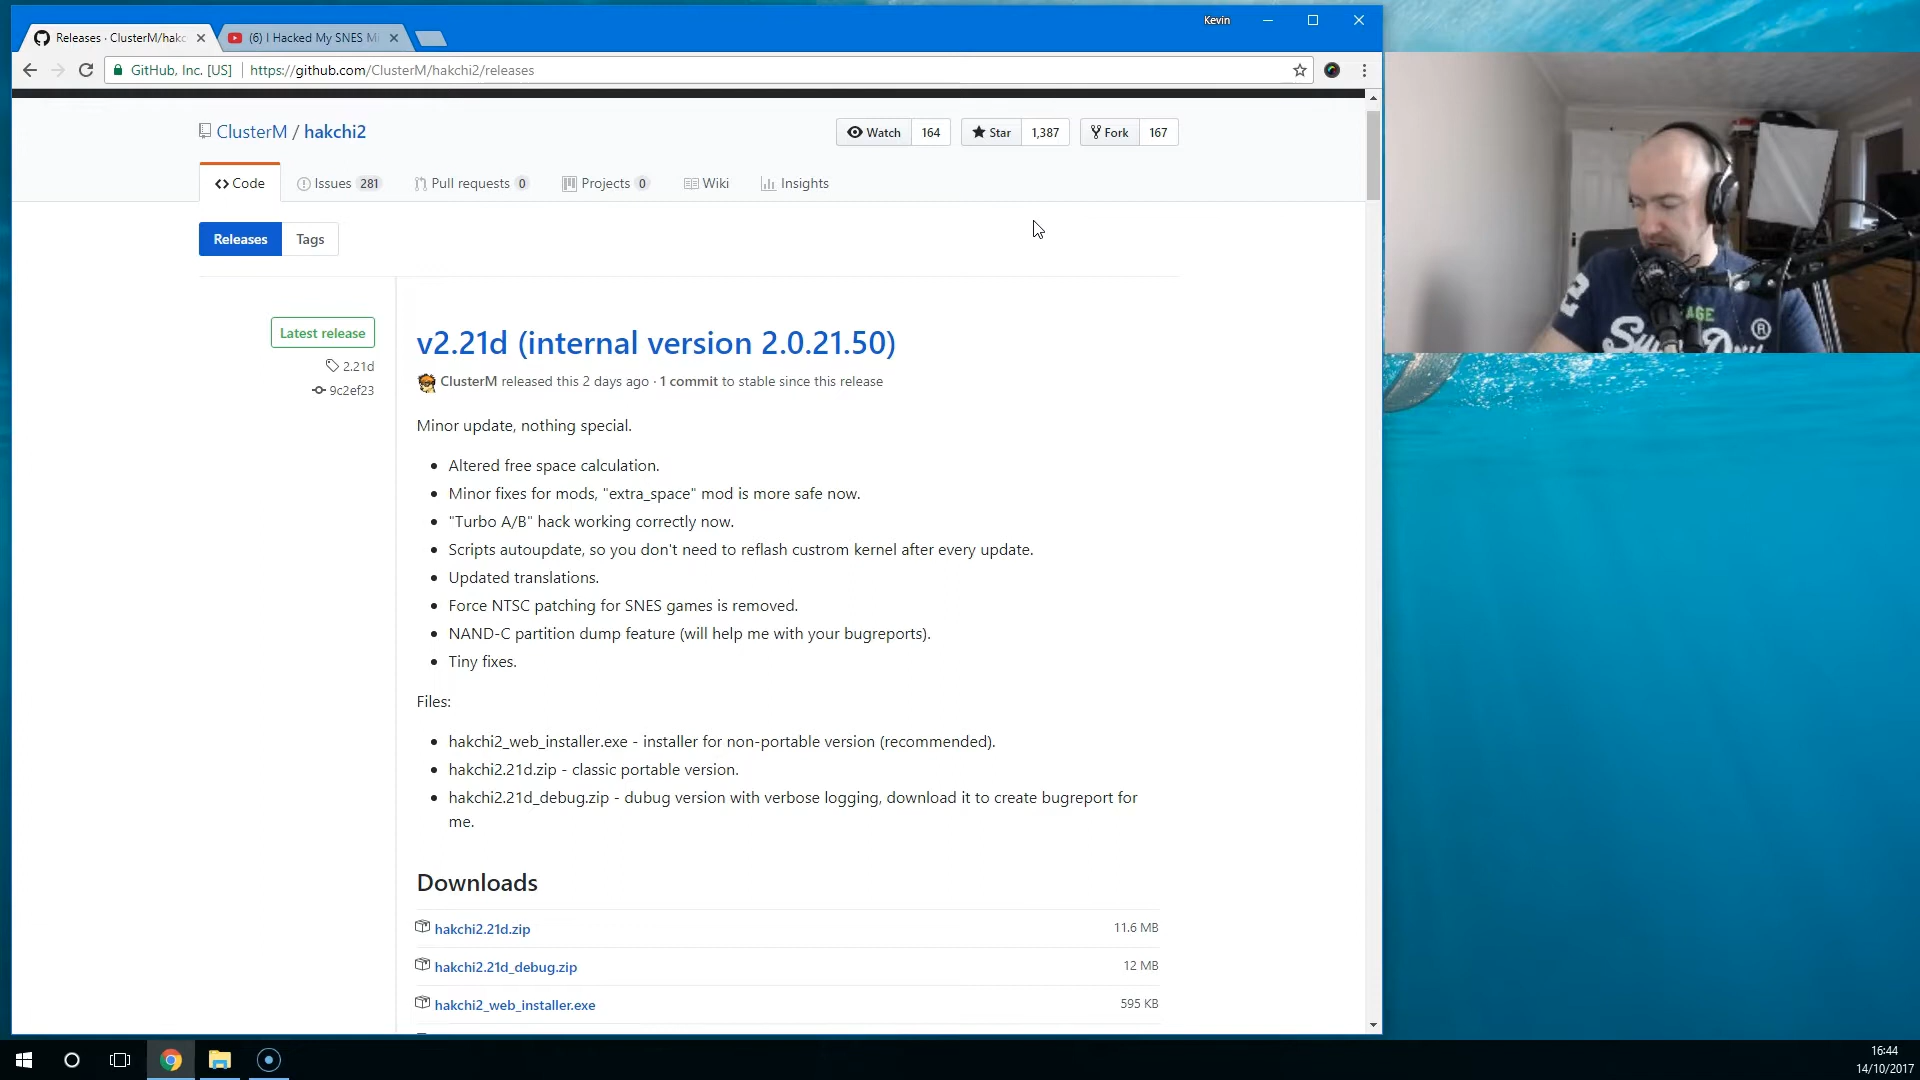 Kevin
Releases · ClusterM/hakc
(6) I Hacked My SNES Mi
GitHub, Inc. [US] https://github.com/ClusterM/hakchi2/releases
ClusterM / hakchi2
Watch 164 Star 1,387 Fork 167
Code Issues 281 Pull requests 0 Projects 0 Wiki Insights
Releases Tags
Latest release
2.21d
9c2ef23
v2.21d (internal version 2.0.21.50)
ClusterM released this 2 days ago · 1 commit to stable since this release
Minor update, nothing special.
Altered free space calculation.
Minor fixes for mods, "extra_space" mod is more safe now.
"Turbo A/B" hack working correctly now.
Scripts autoupdate, so you don't need to reflash custrom kernel after every update.
Updated translations.
Force NTSC patching for SNES games is removed.
NAND-C partition dump feature (will help me with your bugreports).
Tiny fixes.
Files:
hakchi2_web_installer.exe - installer for non-portable version (recommended).
hakchi2.21d.zip - classic portable version.
hakchi2.21d_debug.zip - dubug version with verbose logging, download it to create bugreport for
me.
Downloads
hakchi2.21d.zip 11.6 MB
hakchi2.21d_debug.zip 12 MB
hakchi2_web_installer.exe 595 KB
16:44
14/10/2017